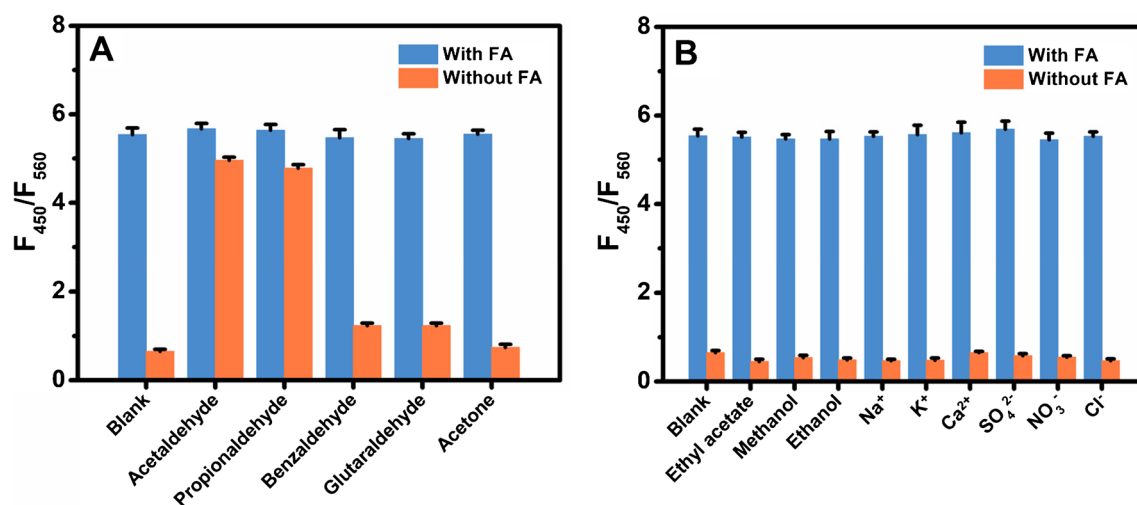 A
With FA
Without FA
F450/F560
8
6
4
2
0
Blank
Acetaldehyde
Propionaldehyde
Benzaldehyde
Glutaraldehyde
Acetone
B
With FA
Without FA
F450/F560
8
6
4
2
0
Blank
Ethyl acetate
Methanol
Ethanol
Na⁺
K⁺
Ca²⁺
SO₄²⁻
NO₃⁻
Cl⁻